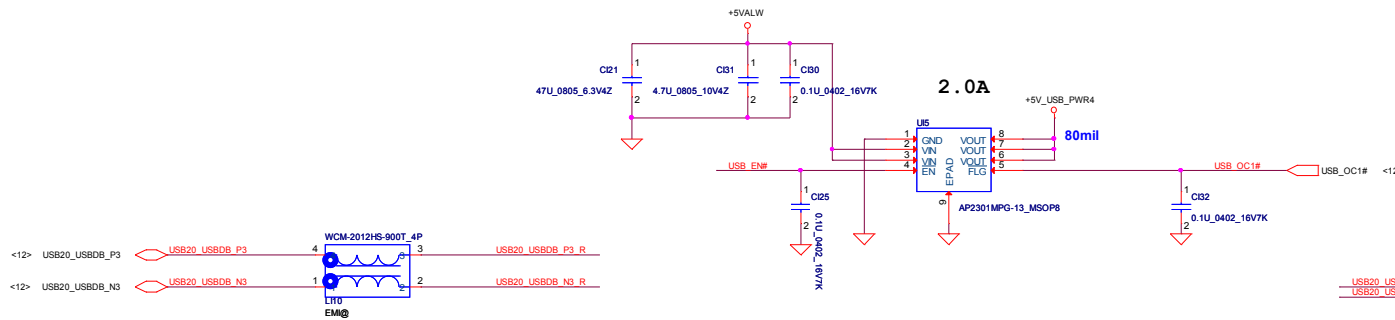 +5VALW
CI21
1
2
47U_0805_6.3V4Z
CI31
1
2
4.7U_0805_10V4Z
CI30
1
2
0.1U_0402_16V7K
2.0A
+5V_USB_PWR4
80mil
UI5
1
2
3
4
GND
VIN
VIN
EN
EPAD
9
VOUT
VOUT
VOUT
FLG
8
7
6
5
AP2301MPG-13_MSOP8
USB_EN#
CI25
1
2
0.1U_0402_16V7K
USB_OC1#
USB_OC1#
CI32
1
2
0.1U_0402_16V7K
WCM-2012HS-900T_4P
<12> USB20_USBDB_P3
USB20_USBDB_P3
4
3
3
USB20_USBDB_P3_R
<12> USB20_USBDB_N3
USB20_USBDB_N3
1
2
2
USB20_USBDB_N3_R
LI10
EMI@